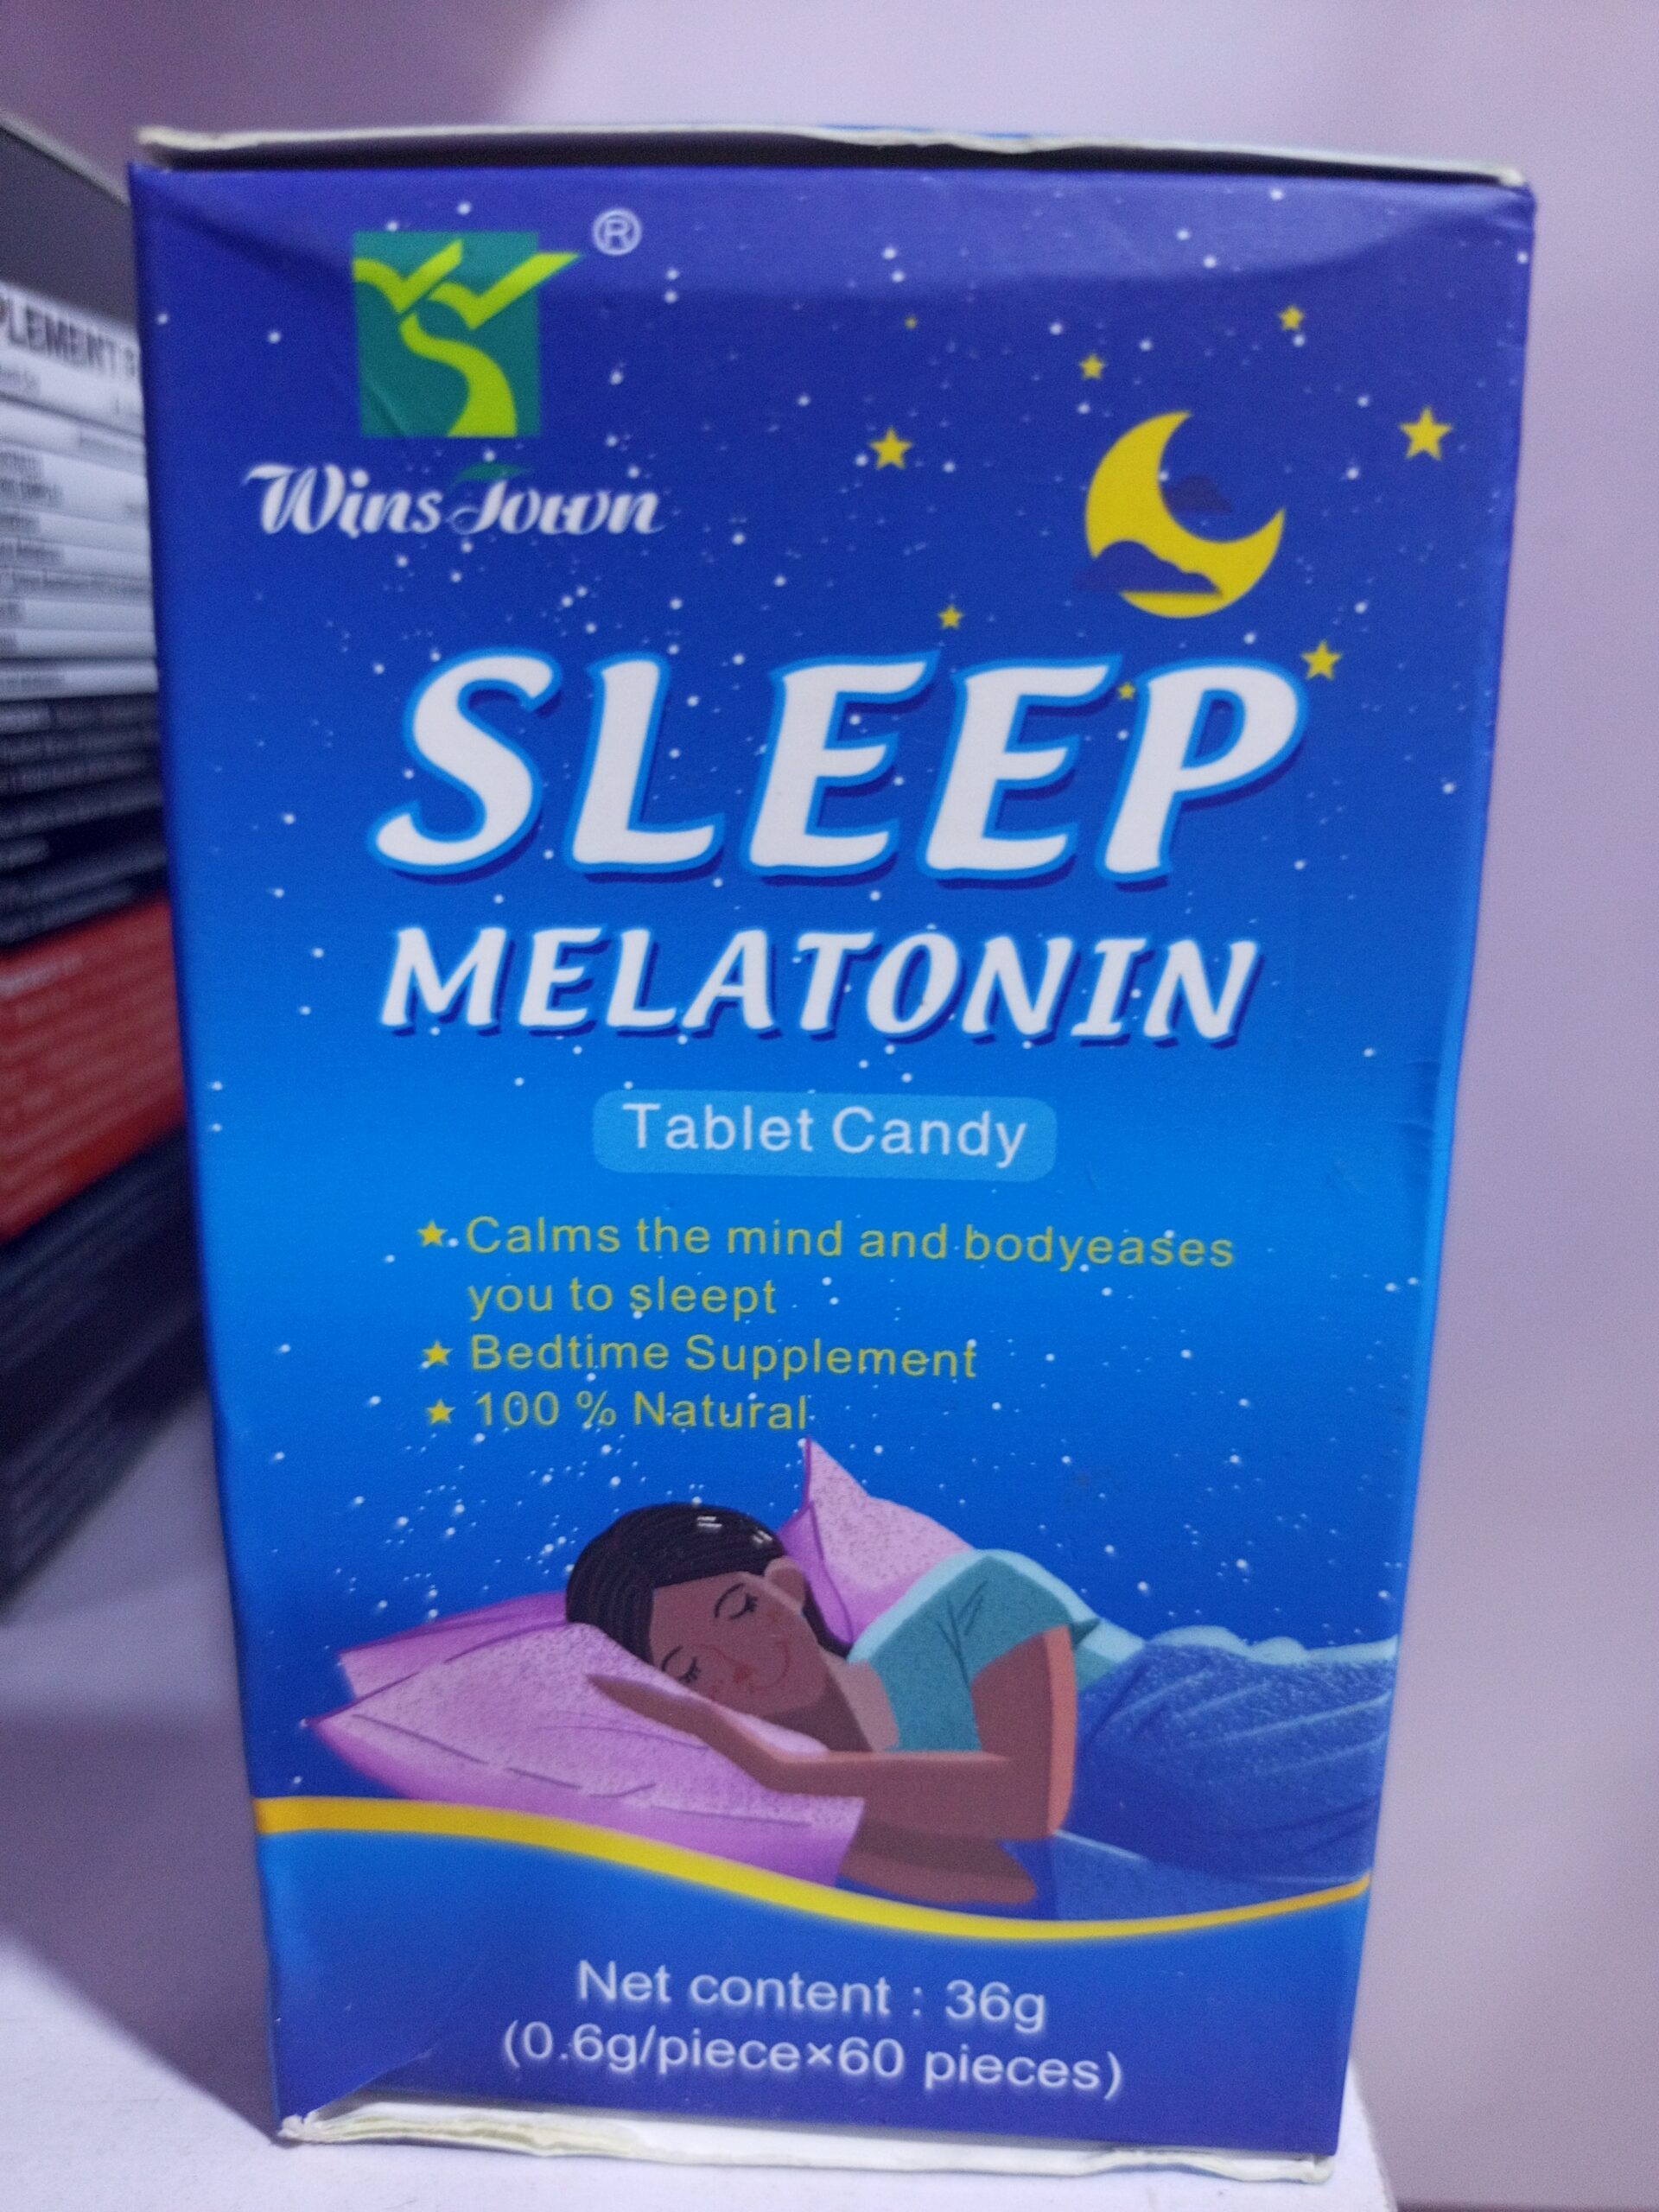 PLEMENT
®
Wins Town
SLEEP
MELATONIN
Tablet Candy
★ Calms the mind and bodyeases
you to sleept
★ Bedtime Supplement
★ 100 % Natural
Net content : 36g
(0.6g/piece×60 pieces)